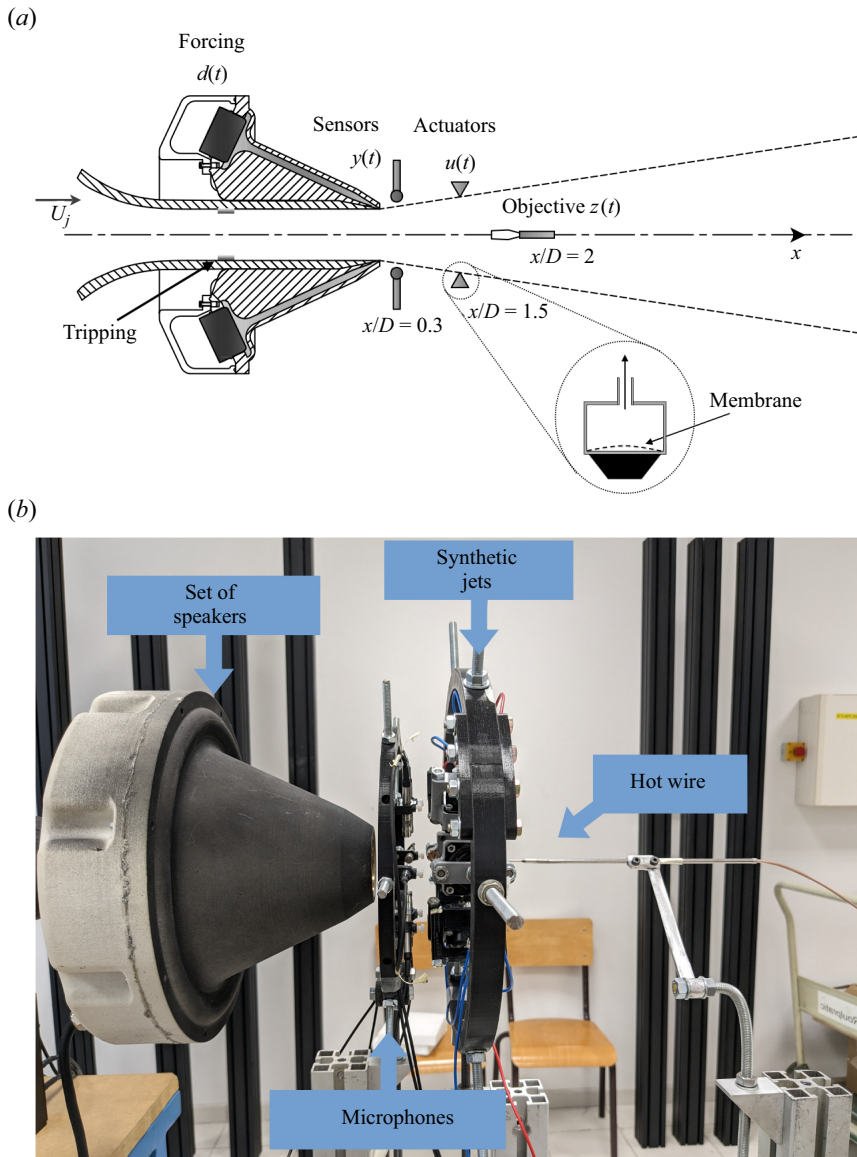 (a)
Forcing
d(t)
Sensors
y(t)
Actuators
u(t)
U_j
Objective z(t)
x/D = 2
x
Tripping
x/D = 0.3
x/D = 1.5
Membrane
(b)
Set of
speakers
Synthetic
jets
Hot wire
Microphones